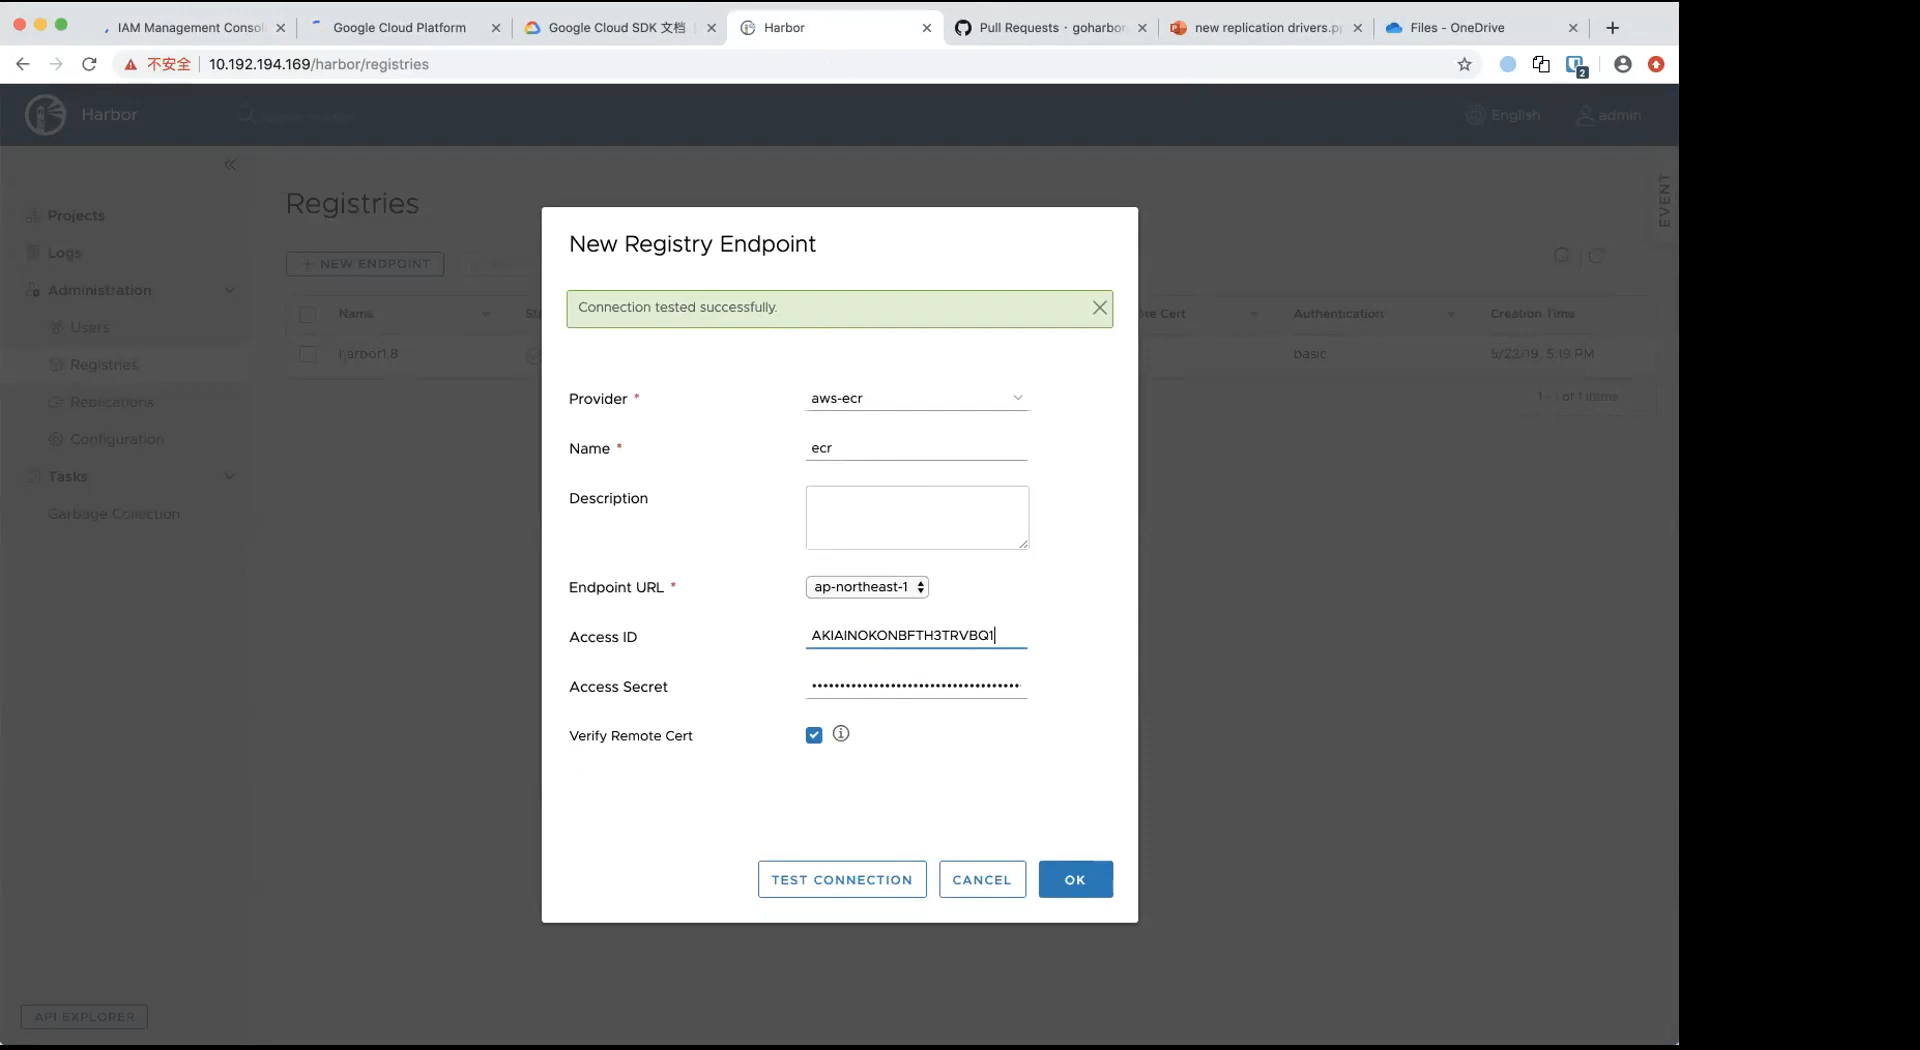 IAM Management Consol
Google Cloud Platform
Google Cloud SDK 文档
Harbor
Pull Requests · goharbor
new replication drivers.p
Files - OneDrive
不安全
10.192.194.169/harbor/registries
2
Harbor
English
admin
Projects
Logs
Administration
Users
Registries
Replications
Configuration
Tasks
Garbage Collection
API EXPLORER
Registries
EVENT
+ NEW ENDPOINT
Name
te Cert
Authentication
Creation Time
harbor1.8
basic
5/22/19, 5:19 PM
1 - 1 of 1 items
New Registry Endpoint
Connection tested successfully.
Provider *
aws-ecr
Name *
ecr
Description
Endpoint URL *
ap-northeast-1
Access ID
AKIAINOKONBFTH3TRVBQ1
Access Secret
Verify Remote Cert
TEST CONNECTION
CANCEL
OK